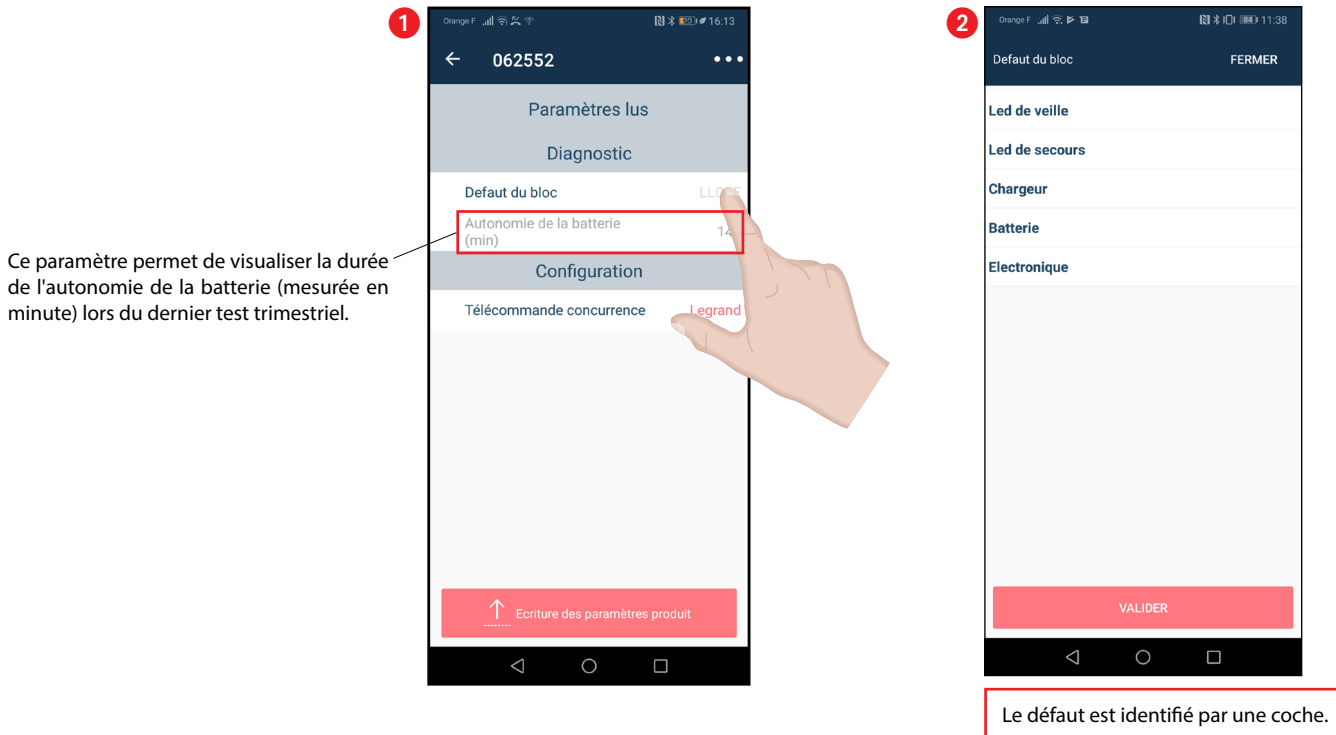 1
Orange F 20 16:13
062552
Paramètres lus
Diagnostic
Defaut du bloc
Autonomie de la batterie
(min)
Configuration
Télécommande concurrence Legrand
Ecriture des paramètres produit
Ce paramètre permet de visualiser la durée
de l'autonomie de la batterie (mesurée en
minute) lors du dernier test trimestriel.
2
Orange F 84 11:38
Defaut du bloc FERMER
Led de veille
Led de secours
Chargeur
Batterie
Electronique
VALIDER
Le défaut est identifié par une coche.